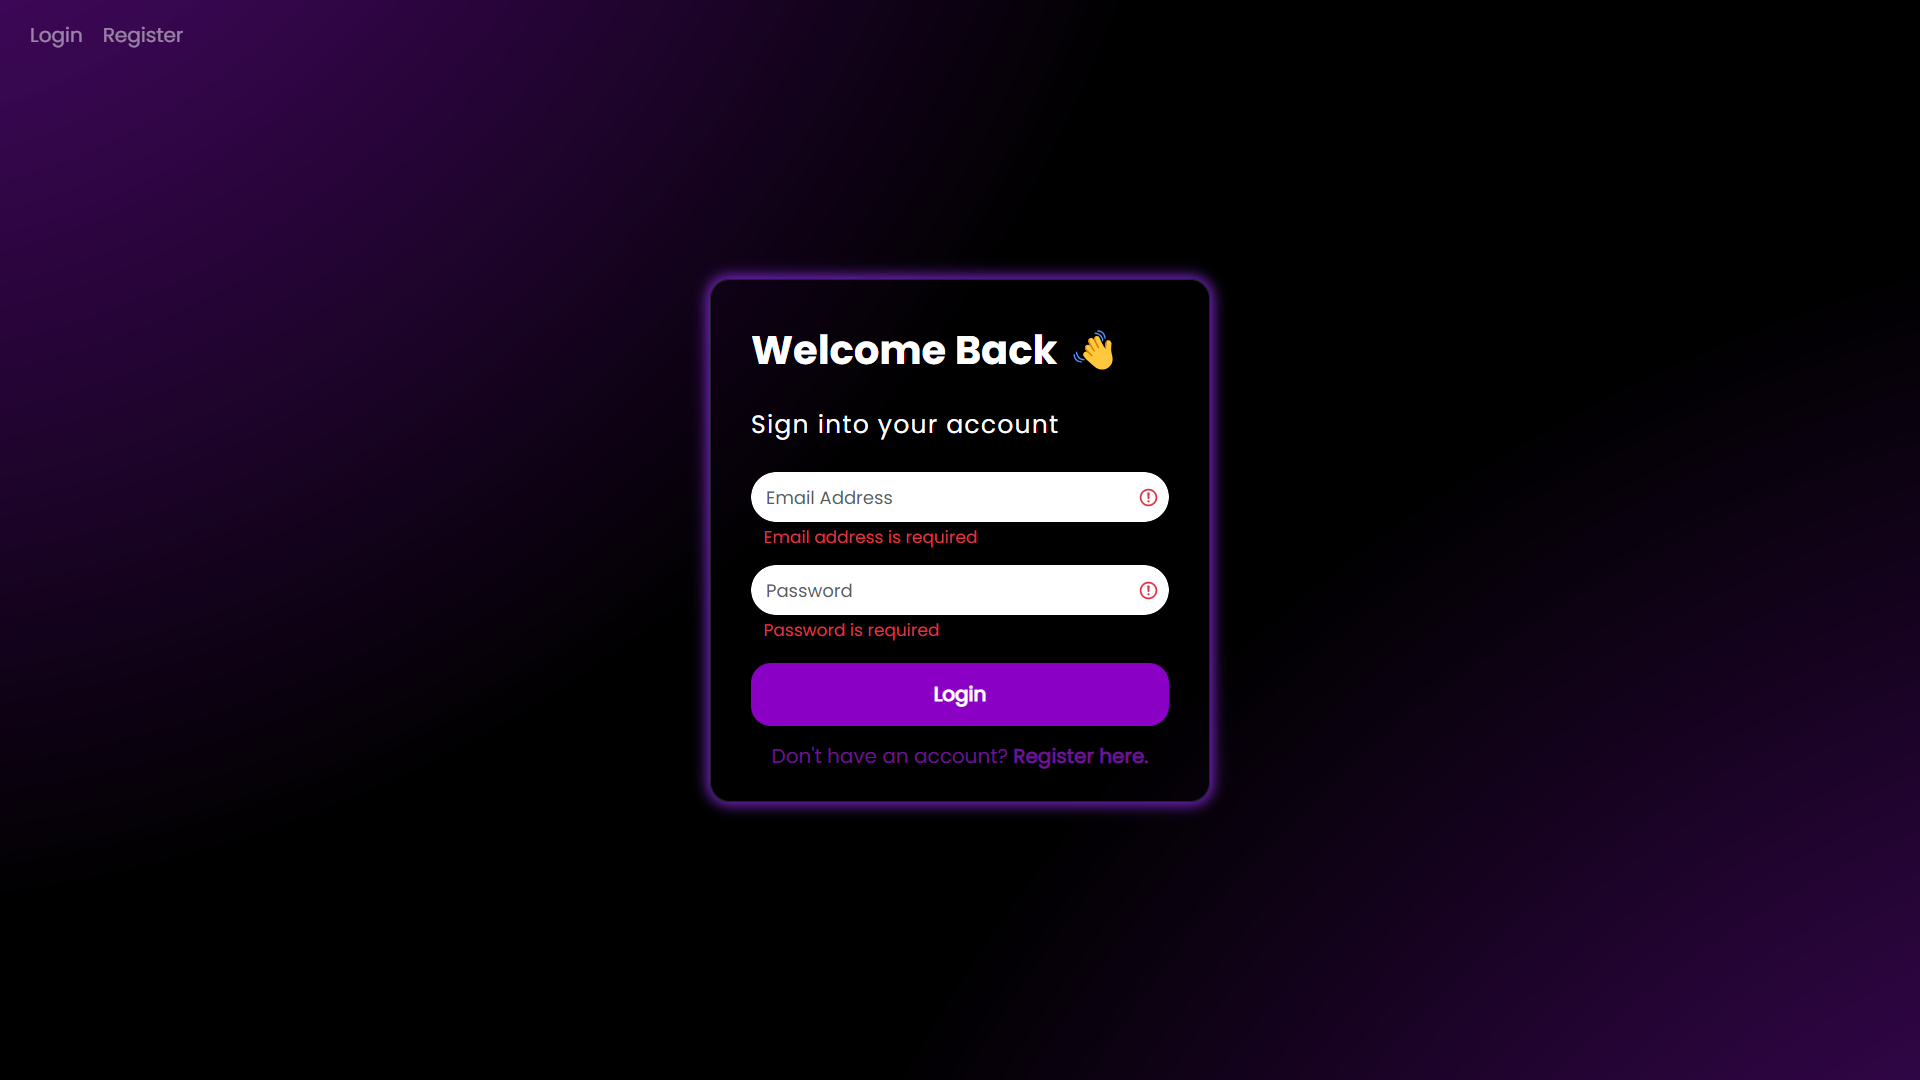 Login Register
Welcome Back 👋
Sign into your account
Email Address
Email address is required
Password
Password is required
Login
Don't have an account? Register here.